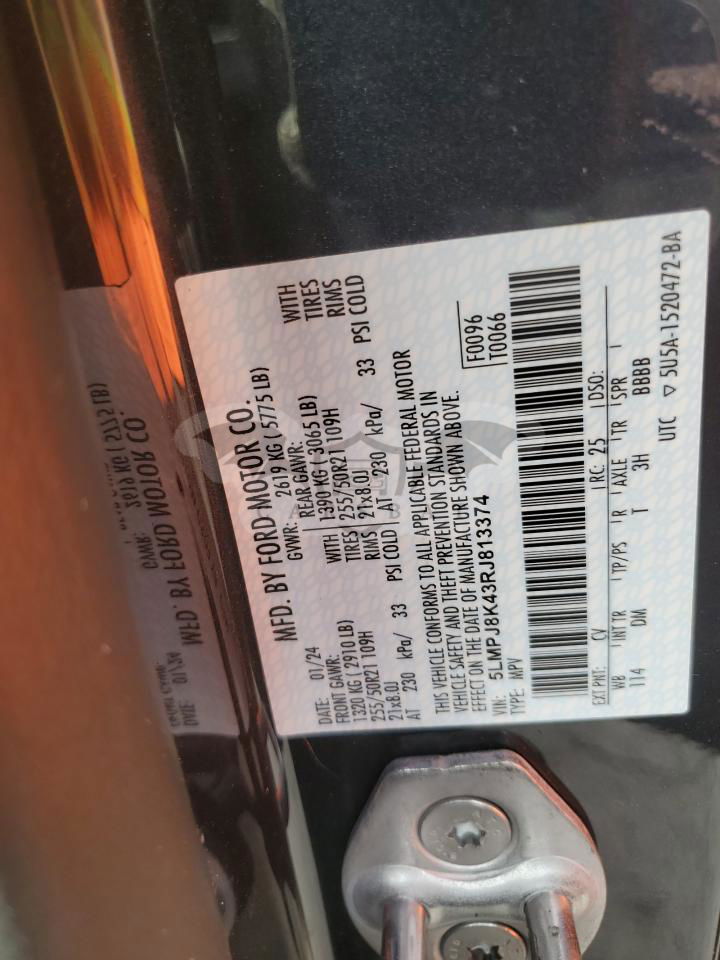 MFD. BY FORD MOTOR CO.
DATE: 01/24 GVWR: 2619 KG ( 5775 LB)
FRONT GAWR: REAR GAWR: WITH
1320 KG ( 2910 LB) WITH 1390 KG ( 3065 LB) TIRES
255/50R21 109H TIRES 255/50R21 109H RIMS
21x8.0J RIMS 21x8.0J
AT 230 kPa/ 33 PSI COLD AT 230 kPa/ 33 PSI COLD
THIS VEHICLE CONFORMS TO ALL APPLICABLE FEDERAL MOTOR
VEHICLE SAFETY AND THEFT PREVENTION STANDARDS IN
EFFECT ON THE DATE OF MANUFACTURE SHOWN ABOVE.
VIN: 5LMPJ8K43RJ813374 F0096
TYPE: MPV T0066
EXT PNT: CV RC: 25 DSO:
WB INT TR TP/PS R AXLE TR SPR
114 DM T 3H BBBB
UTC ▽ 5U5A-1520472-BA